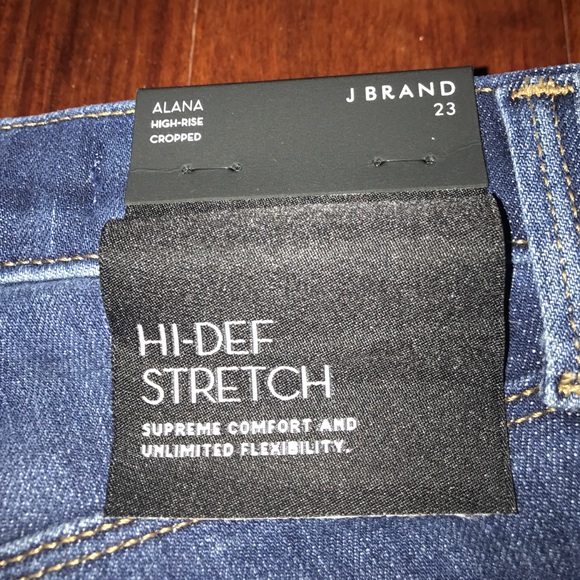 ALANA
HIGH-RISE
CROPPED
J BRAND
23
HI-DEF
STRETCH
SUPREME COMFORT AND
UNLIMITED FLEXIBILITY.